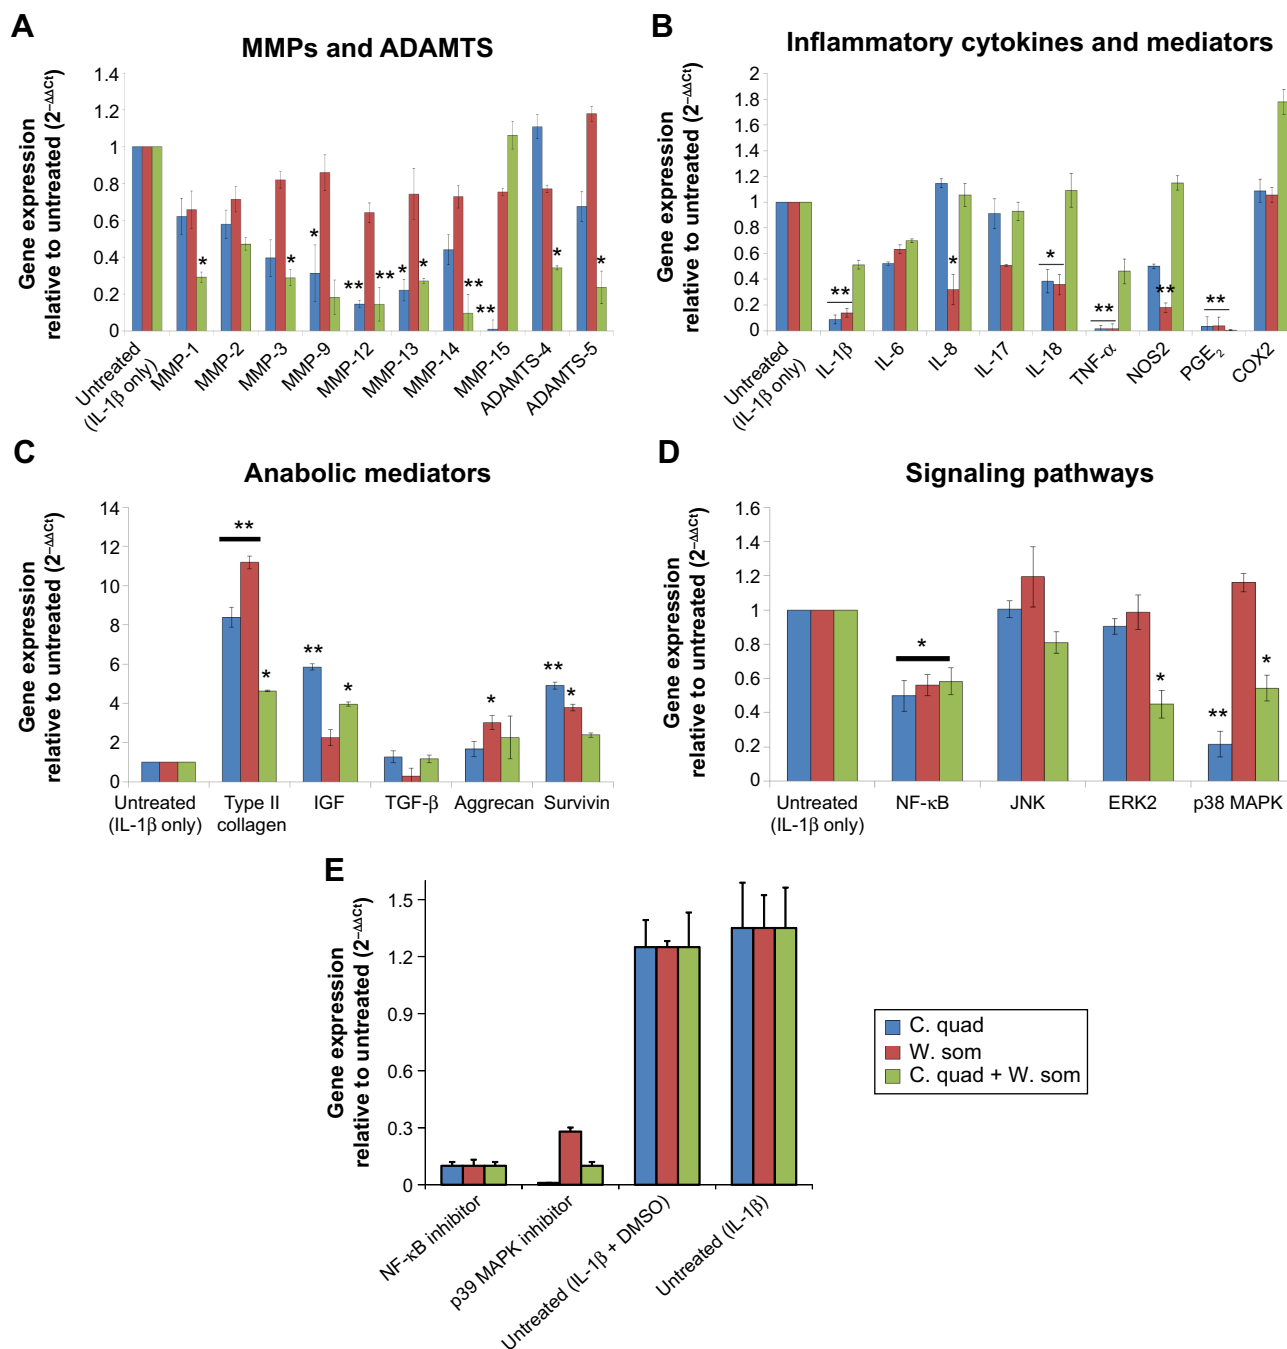 A
MMPs and ADAMTS
Gene expression
relative to untreated (2−ΔΔCt)
1.4
1.2
1
0.8
0.6
0.4
0.2
0
*
*
*
**
**
*
*
**
**
*
*
Untreated
(IL-1β only)
MMP-1
MMP-2
MMP-3
MMP-9
MMP-12
MMP-13
MMP-14
MMP-15
ADAMTS-4
ADAMTS-5
B
Inflammatory cytokines and mediators
Gene expression
relative to untreated (2−ΔΔCt)
2
1.8
1.6
1.4
1.2
1.0
0.8
0.6
0.4
0.2
0
**
*
*
**
**
**
Untreated
(IL-1β only)
IL-1β
IL-6
IL-8
IL-17
IL-18
TNF-α
NOS2
PGE2
COX2
C
Anabolic mediators
Gene expression
relative to untreated (2−ΔΔCt)
14
12
10
8
6
4
2
0
**
*
**
*
*
**
*
Untreated
(IL-1β only)
Type II
collagen
IGF
TGF-β
Aggrecan
Survivin
D
Signaling pathways
Gene expression
relative to untreated (2−ΔΔCt)
1.6
1.4
1.2
1
0.8
0.6
0.4
0.2
0
*
*
**
*
Untreated
(IL-1β only)
NF-κB
JNK
ERK2
p38 MAPK
E
Gene expression
relative to untreated (2−ΔΔCt)
1.5
1.2
0.9
0.6
0.3
0
NF-κB inhibitor
p39 MAPK inhibitor
Untreated (IL-1β + DMSO)
Untreated (IL-1β)
C. quad
W. som
C. quad + W. som